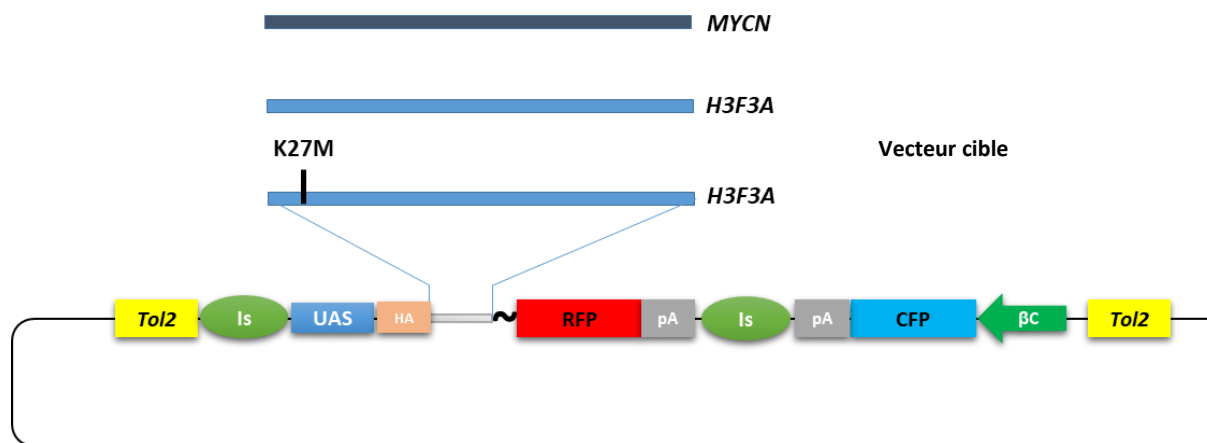 MYCN
H3F3A
K27M
Vecteur cible
H3F3A
Tol2 Is UAS HA ~ RFP pA Is pA CFP βC Tol2